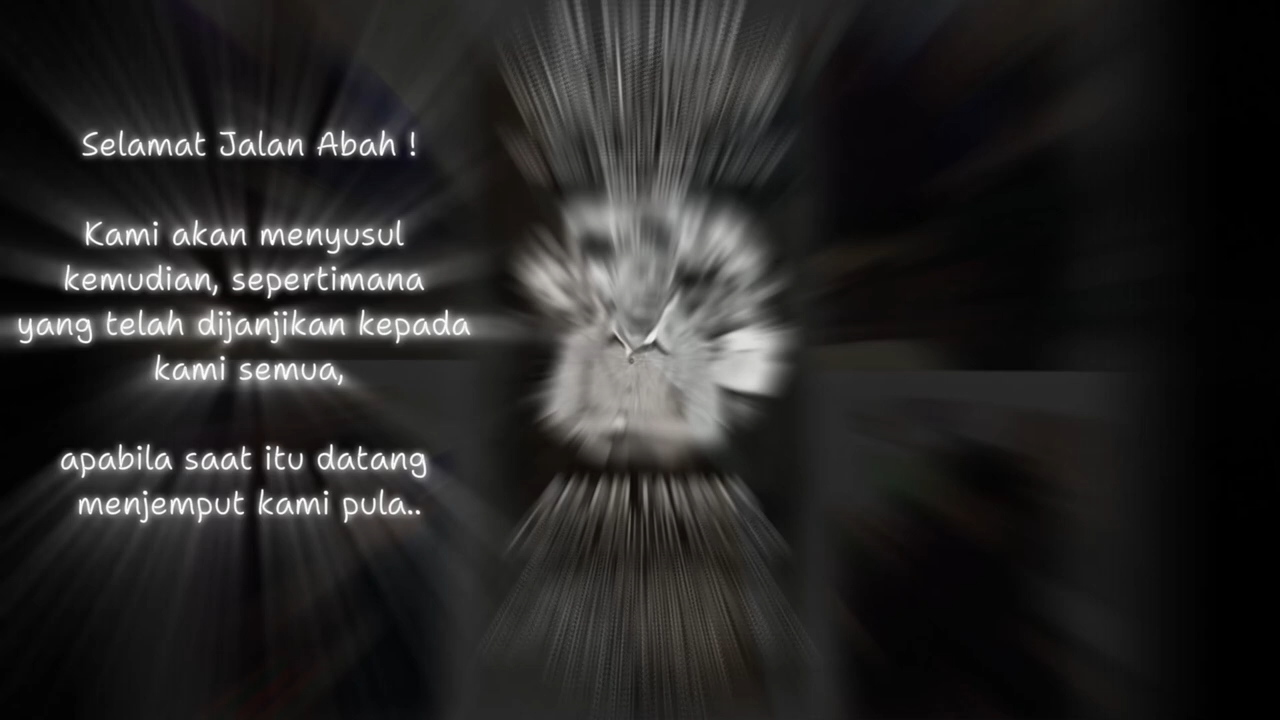 Selamat Jalan Abah !
Kami akan menyusul
kemudian, sepertimana
yang telah dijanjikan kepada
kami semua,
apabila saat itu datang
menjemput kami pula..